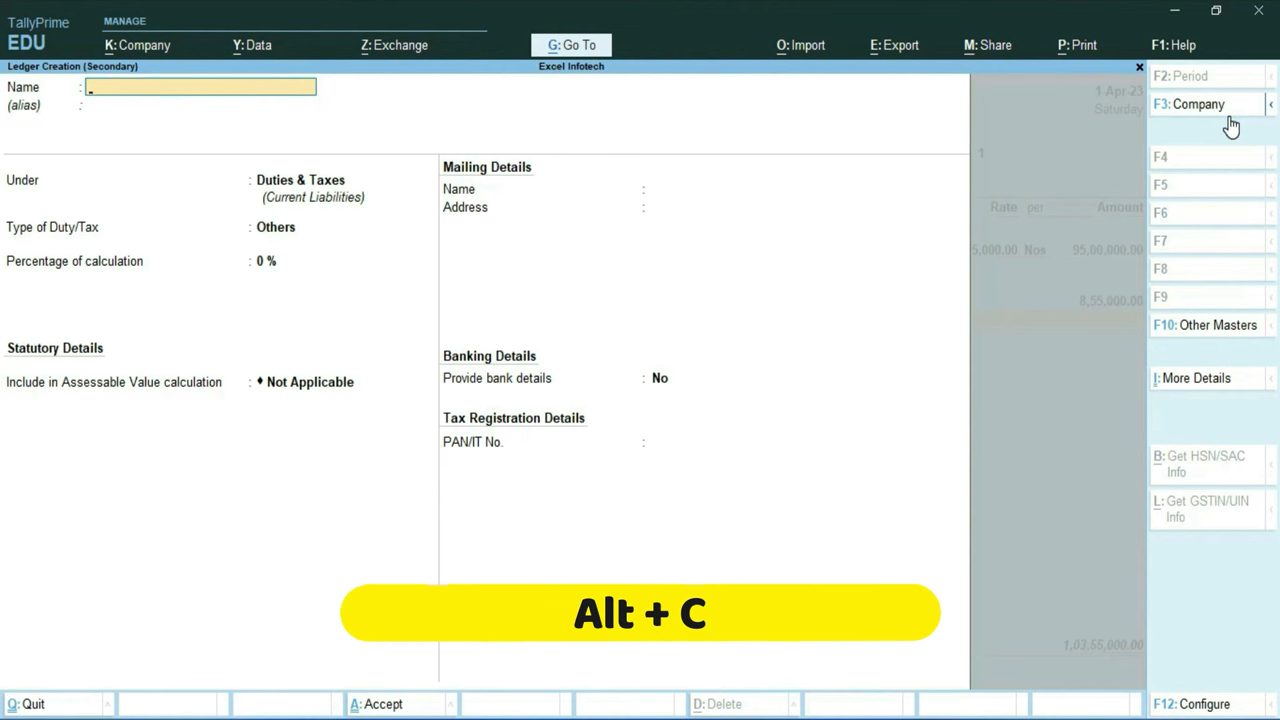 TallyPrime
EDU
MANAGE
K: Company
Y: Data
Z: Exchange
G: Go To
O: Import
E: Export
M: Share
P: Print
F1: Help
Ledger Creation (Secondary)
Excel Infotech
×
Name :
(alias) :
Under : Duties & Taxes
(Current Liabilities)
Type of Duty/Tax : Others
Percentage of calculation : 0 %
Statutory Details
Include in Assessable Value calculation : ♦ Not Applicable
Mailing Details
Name :
Address :
Banking Details
Provide bank details : No
Tax Registration Details
PAN/IT No. :
1-Apr-23
Saturday
1
Rate per Amount
5,000.00 Nos 95,00,000.00
8,55,000.00
1,03,55,000.00
F2: Period
F3: Company
F4
F5
F6
F7
F8
F9
F10: Other Masters
I: More Details
B: Get HSN/SAC
Info
L: Get GSTIN/UIN
Info
Alt + C
Q: Quit
A: Accept
D: Delete
F12: Configure